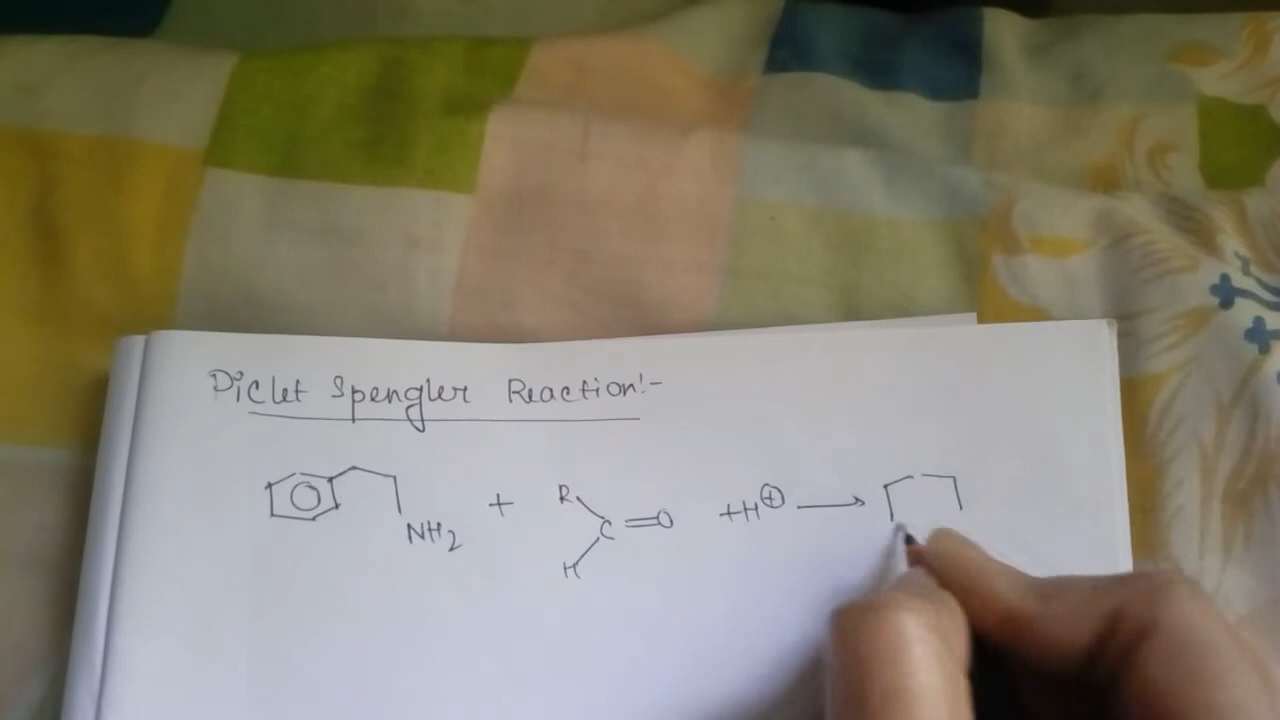 Piclet Spengler Reaction:-
NH2 + R C =O H +H⊕ →